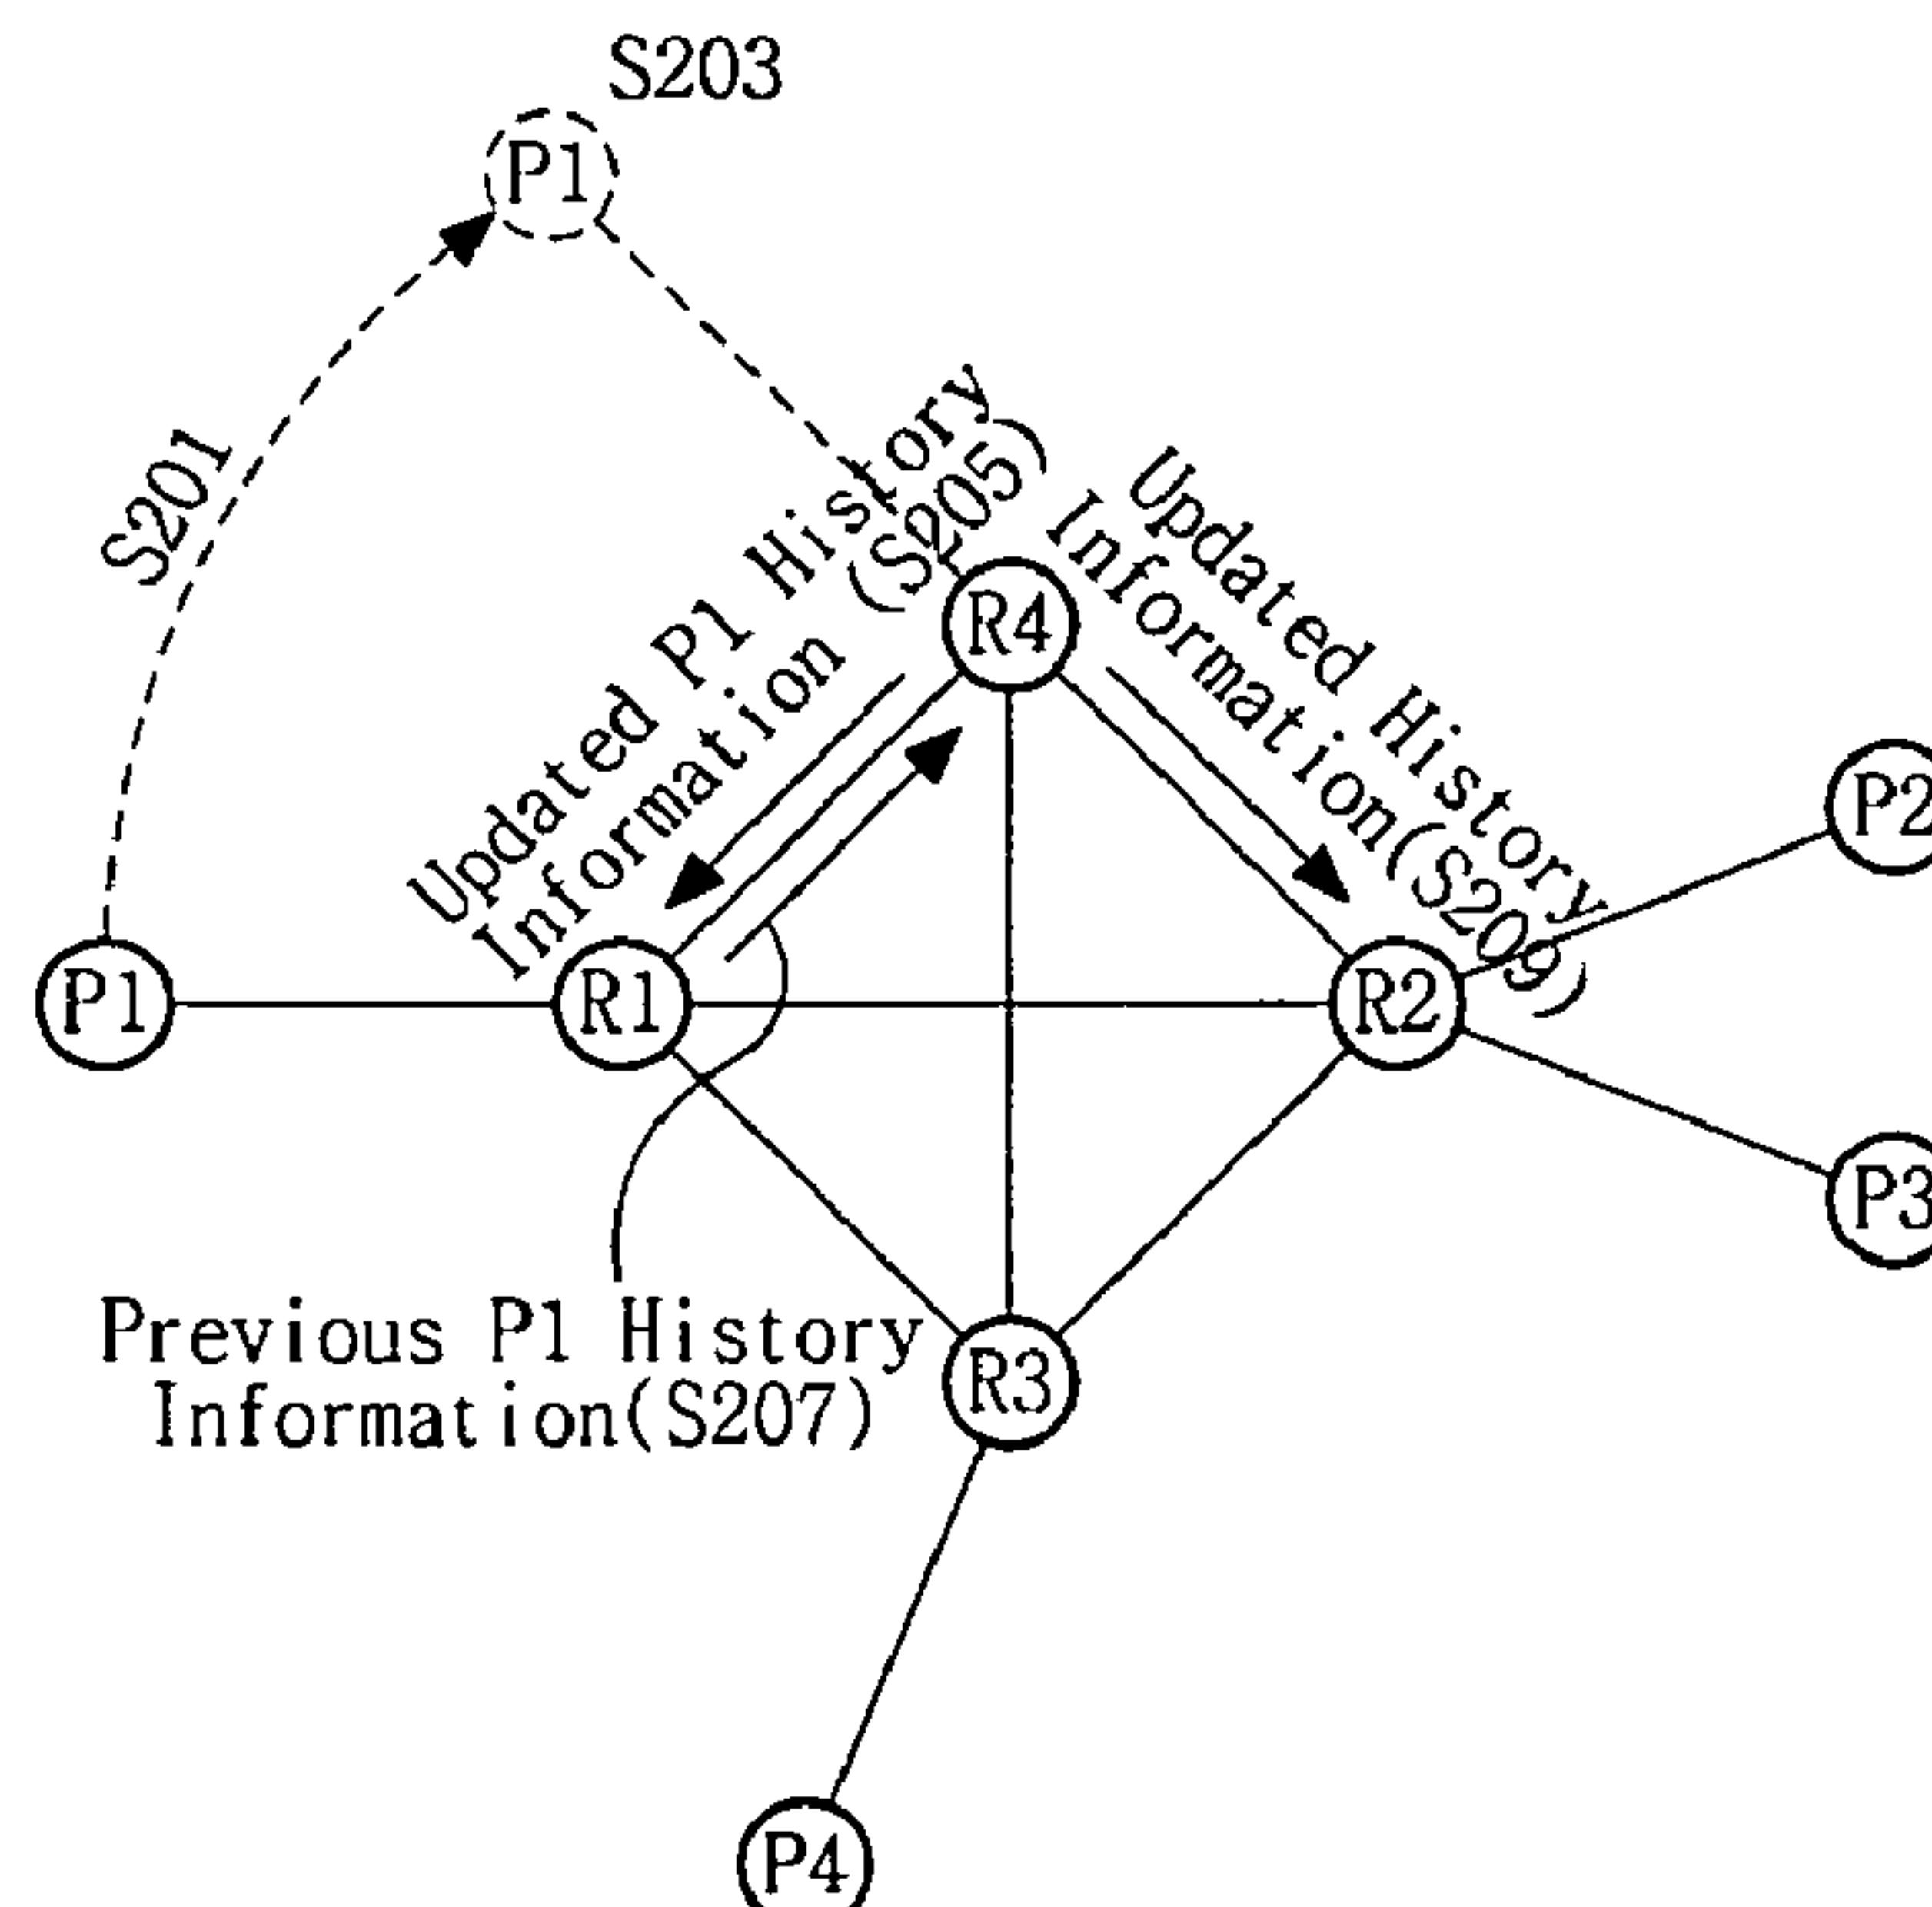 S203
P1
S201
Updated P1 History
Information (S205)
Updated History
Information(S209)
R4
P2
P1
R1
R2
P3
Previous P1 History
Information(S207)
R3
P4